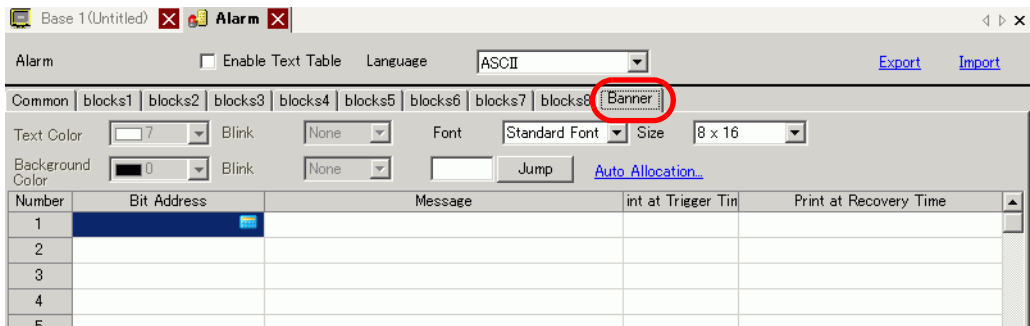 Base 1(Untitled) Alarm
Alarm Enable Text Table Language ASCII Export Import
Common blocks1 blocks2 blocks3 blocks4 blocks5 blocks6 blocks7 blocks8 Banner
Text Color 7 Blink None Font Standard Font Size 8 x 16
Background Color 0 Blink None Jump Auto Allocation...
Number Bit Address Message int at Trigger Tin Print at Recovery Time
1
2
3
4
5